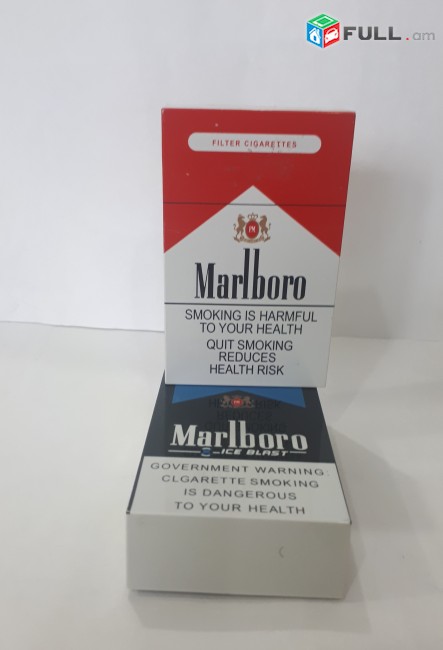 FULL.am
FILTER CIGARETTES
PM
Marlboro
SMOKING IS HARMFUL
TO YOUR HEALTH
QUIT SMOKING
REDUCES
HEALTH RISK
Marlboro
ICE BLAST
GOVERNMENT WARNING:
CLGARETTE SMOKING
IS DANGEROUS
TO YOUR HEALTH